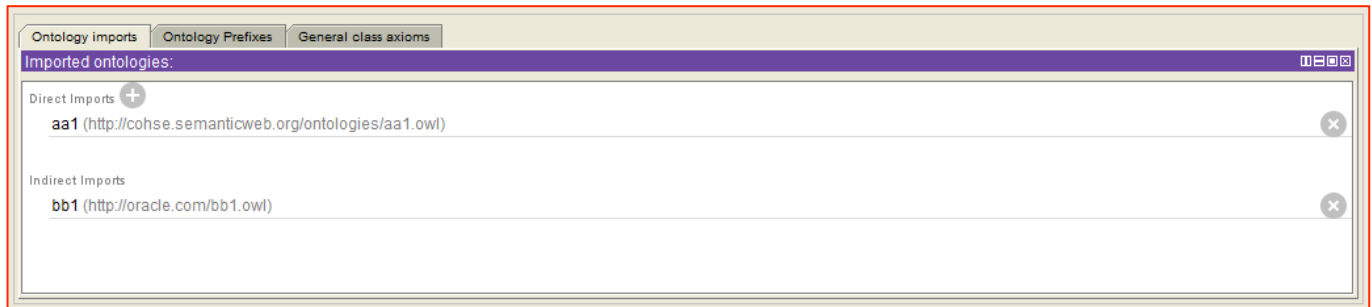 Ontology imports Ontology Prefixes General class axioms
Imported ontologies:
Direct Imports
aa1 (http://cohse.semanticweb.org/ontologies/aa1.owl)
Indirect Imports
bb1 (http://oracle.com/bb1.owl)